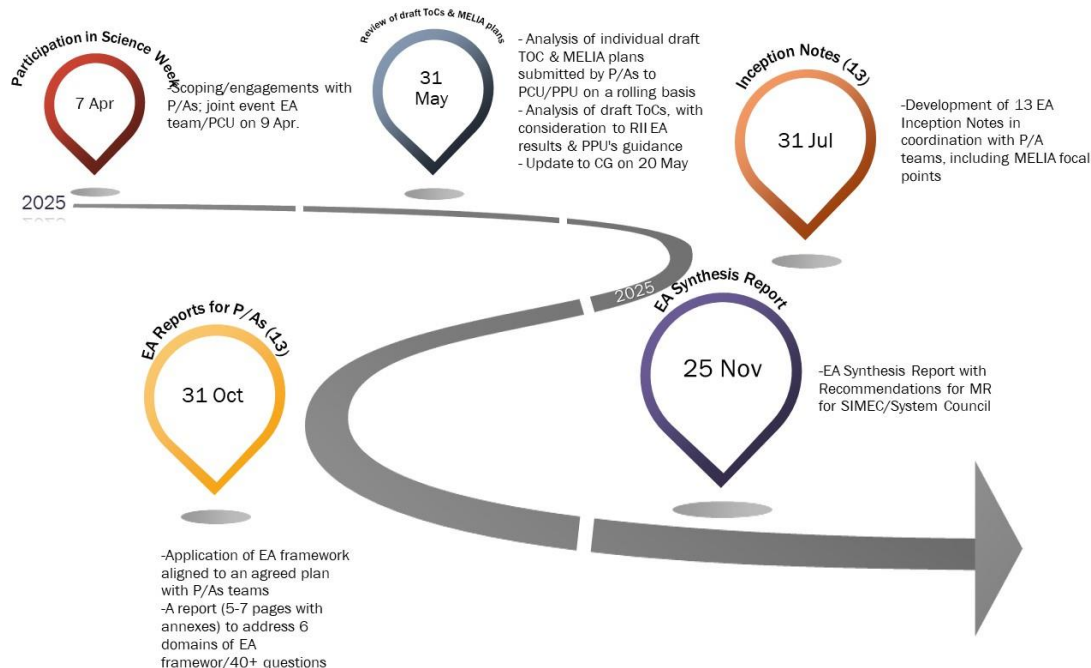 Participation in Science Week
7 Apr
-Scoping/engagements with
P/As; joint event EA
team/PCU on 9 Apr.
Review of draft ToCs & MELIA plans
31
May
- Analysis of individual draft
TOC & MELIA plans
submitted by P/As to
PCU/PPU on a rolling basis
- Analysis of draft ToCs, with
consideration to RII EA
results & PPU's guidance
- Update to CG on 20 May
Inception Notes (13)
31 Jul
-Development of 13 EA
Inception Notes in
coordination with P/A
teams, including MELIA focal
points
2025
2025
EA Reports for P/As (13)
31 Oct
-Application of EA framework
aligned to an agreed plan
with P/As teams
-A report (5-7 pages with
annexes) to address 6
domains of EA
framewor/40+ questions
EA Synthesis Report
25 Nov
-EA Synthesis Report with
Recommendations for MR
for SIMEC/System Council